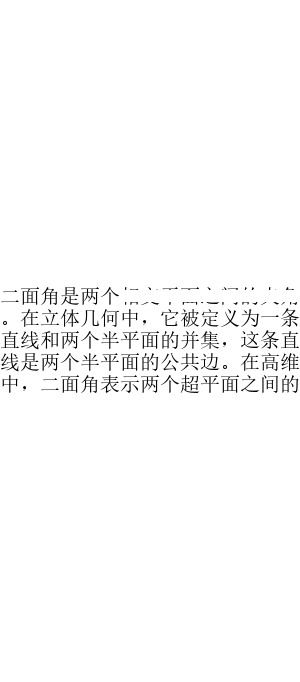 二面角是两个
。在立体几何中，它被定义为一条
直线和两个半平面的并集，这条直
线是两个半平面的公共边。在高维
中，二面角表示两个超平面之间的